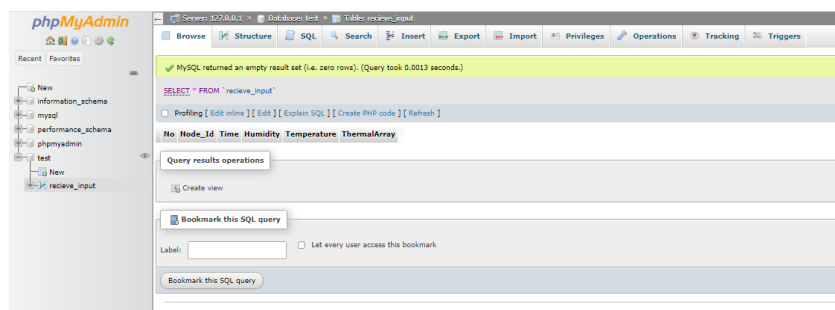 phpMyAdmin
Recent Favorites
New
information_schema
mysql
performance_schema
phpmyadmin
test
New
recieve_input
Server: 127.0.0.1 » Database: test » Table: recieve_input
Browse Structure SQL Search Insert Export Import Privileges Operations Tracking Triggers
MySQL returned an empty result set (i.e. zero rows). (Query took 0.0013 seconds.)
SELECT * FROM `recieve_input`
Profiling [ Edit inline ] [ Edit ] [ Explain SQL ] [ Create PHP code ] [ Refresh ]
No Node_Id Time Humidity Temperature ThermalArray
Query results operations
Create view
Bookmark this SQL query
Label: Let every user access this bookmark
Bookmark this SQL query